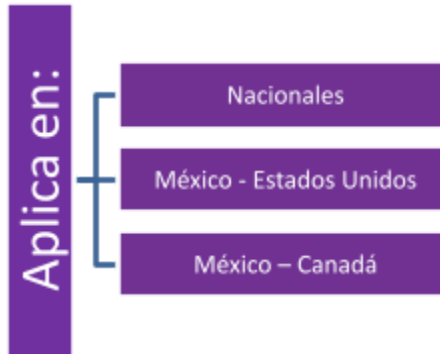 Aplica en:
Nacionales
México - Estados Unidos
México – Canadá